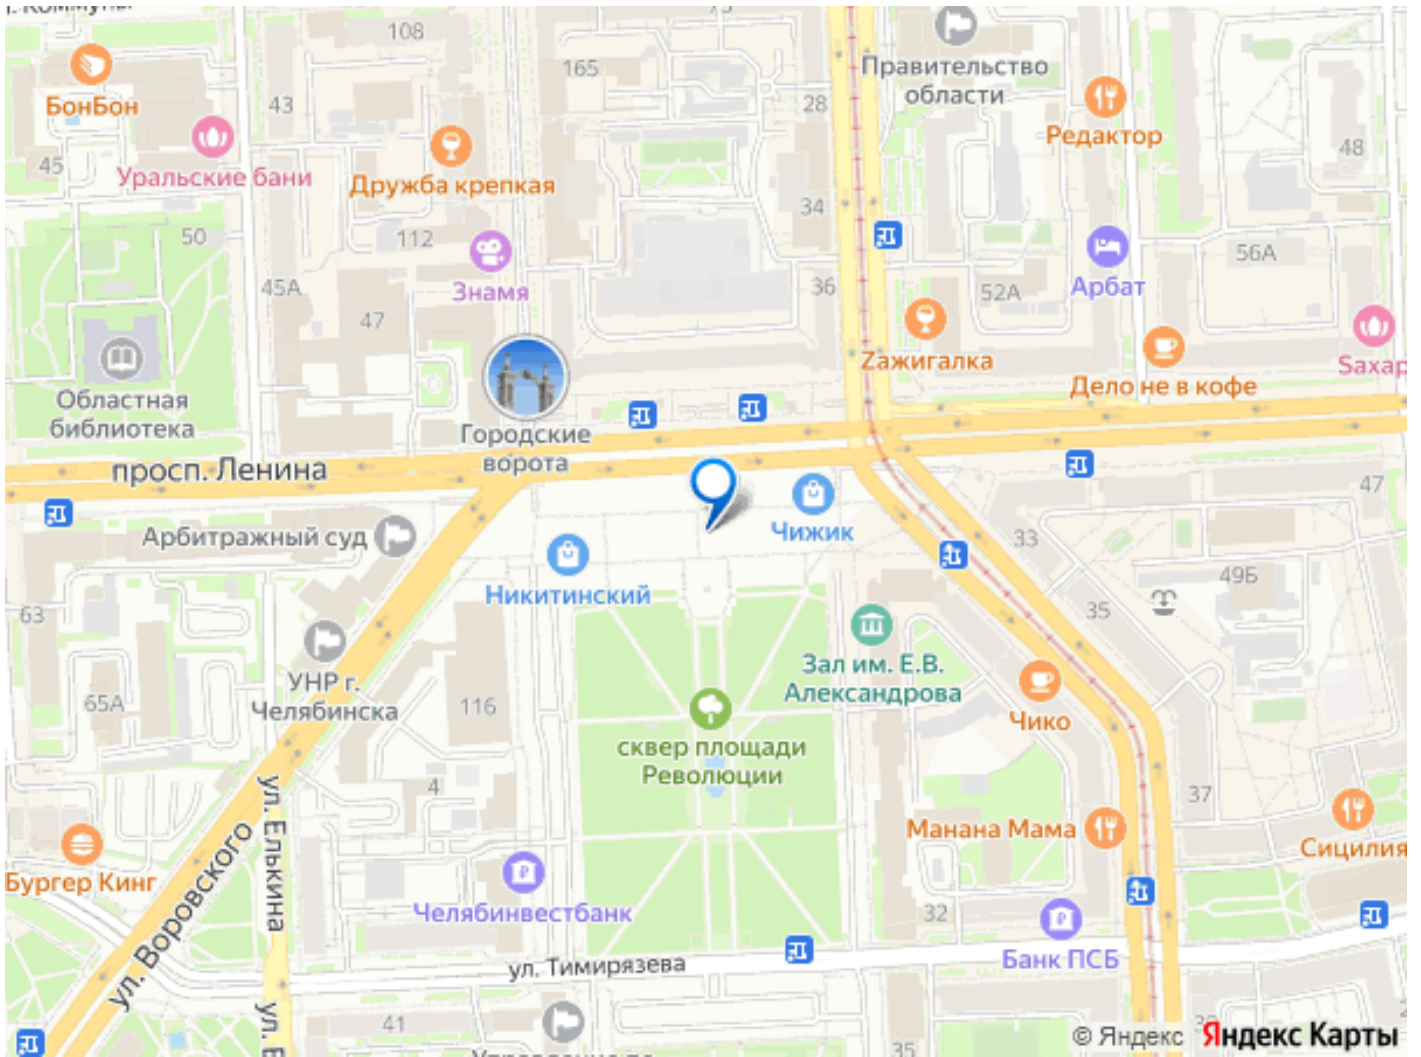 108
165
28
Правительство
области
БонБон
43
Редактор
45
Уральские бани
Дружба крепкая
48
34
50
112
56А
45А
Знамя
36
52А
Арбат
47
Zажигалка
Дело не в кофе
Sахар
Областная
библиотека
Городские
ворота
просп. Ленина
47
Арбитражный суд
Чижик
33
Никитинский
49Б
63
35
Зал им. Е.В.
Александрова
УНР г.
Челябинска
65А
116
Чико
сквер площади
Революции
4
37
ул. Елькина
Манана Мама
Сицилия
Бургер Кинг
ул. Воровского
Челябинвестбанк
32
Банк ПСБ
ул. Тимирязева
41
35
© Яндекс Яндекс Карты